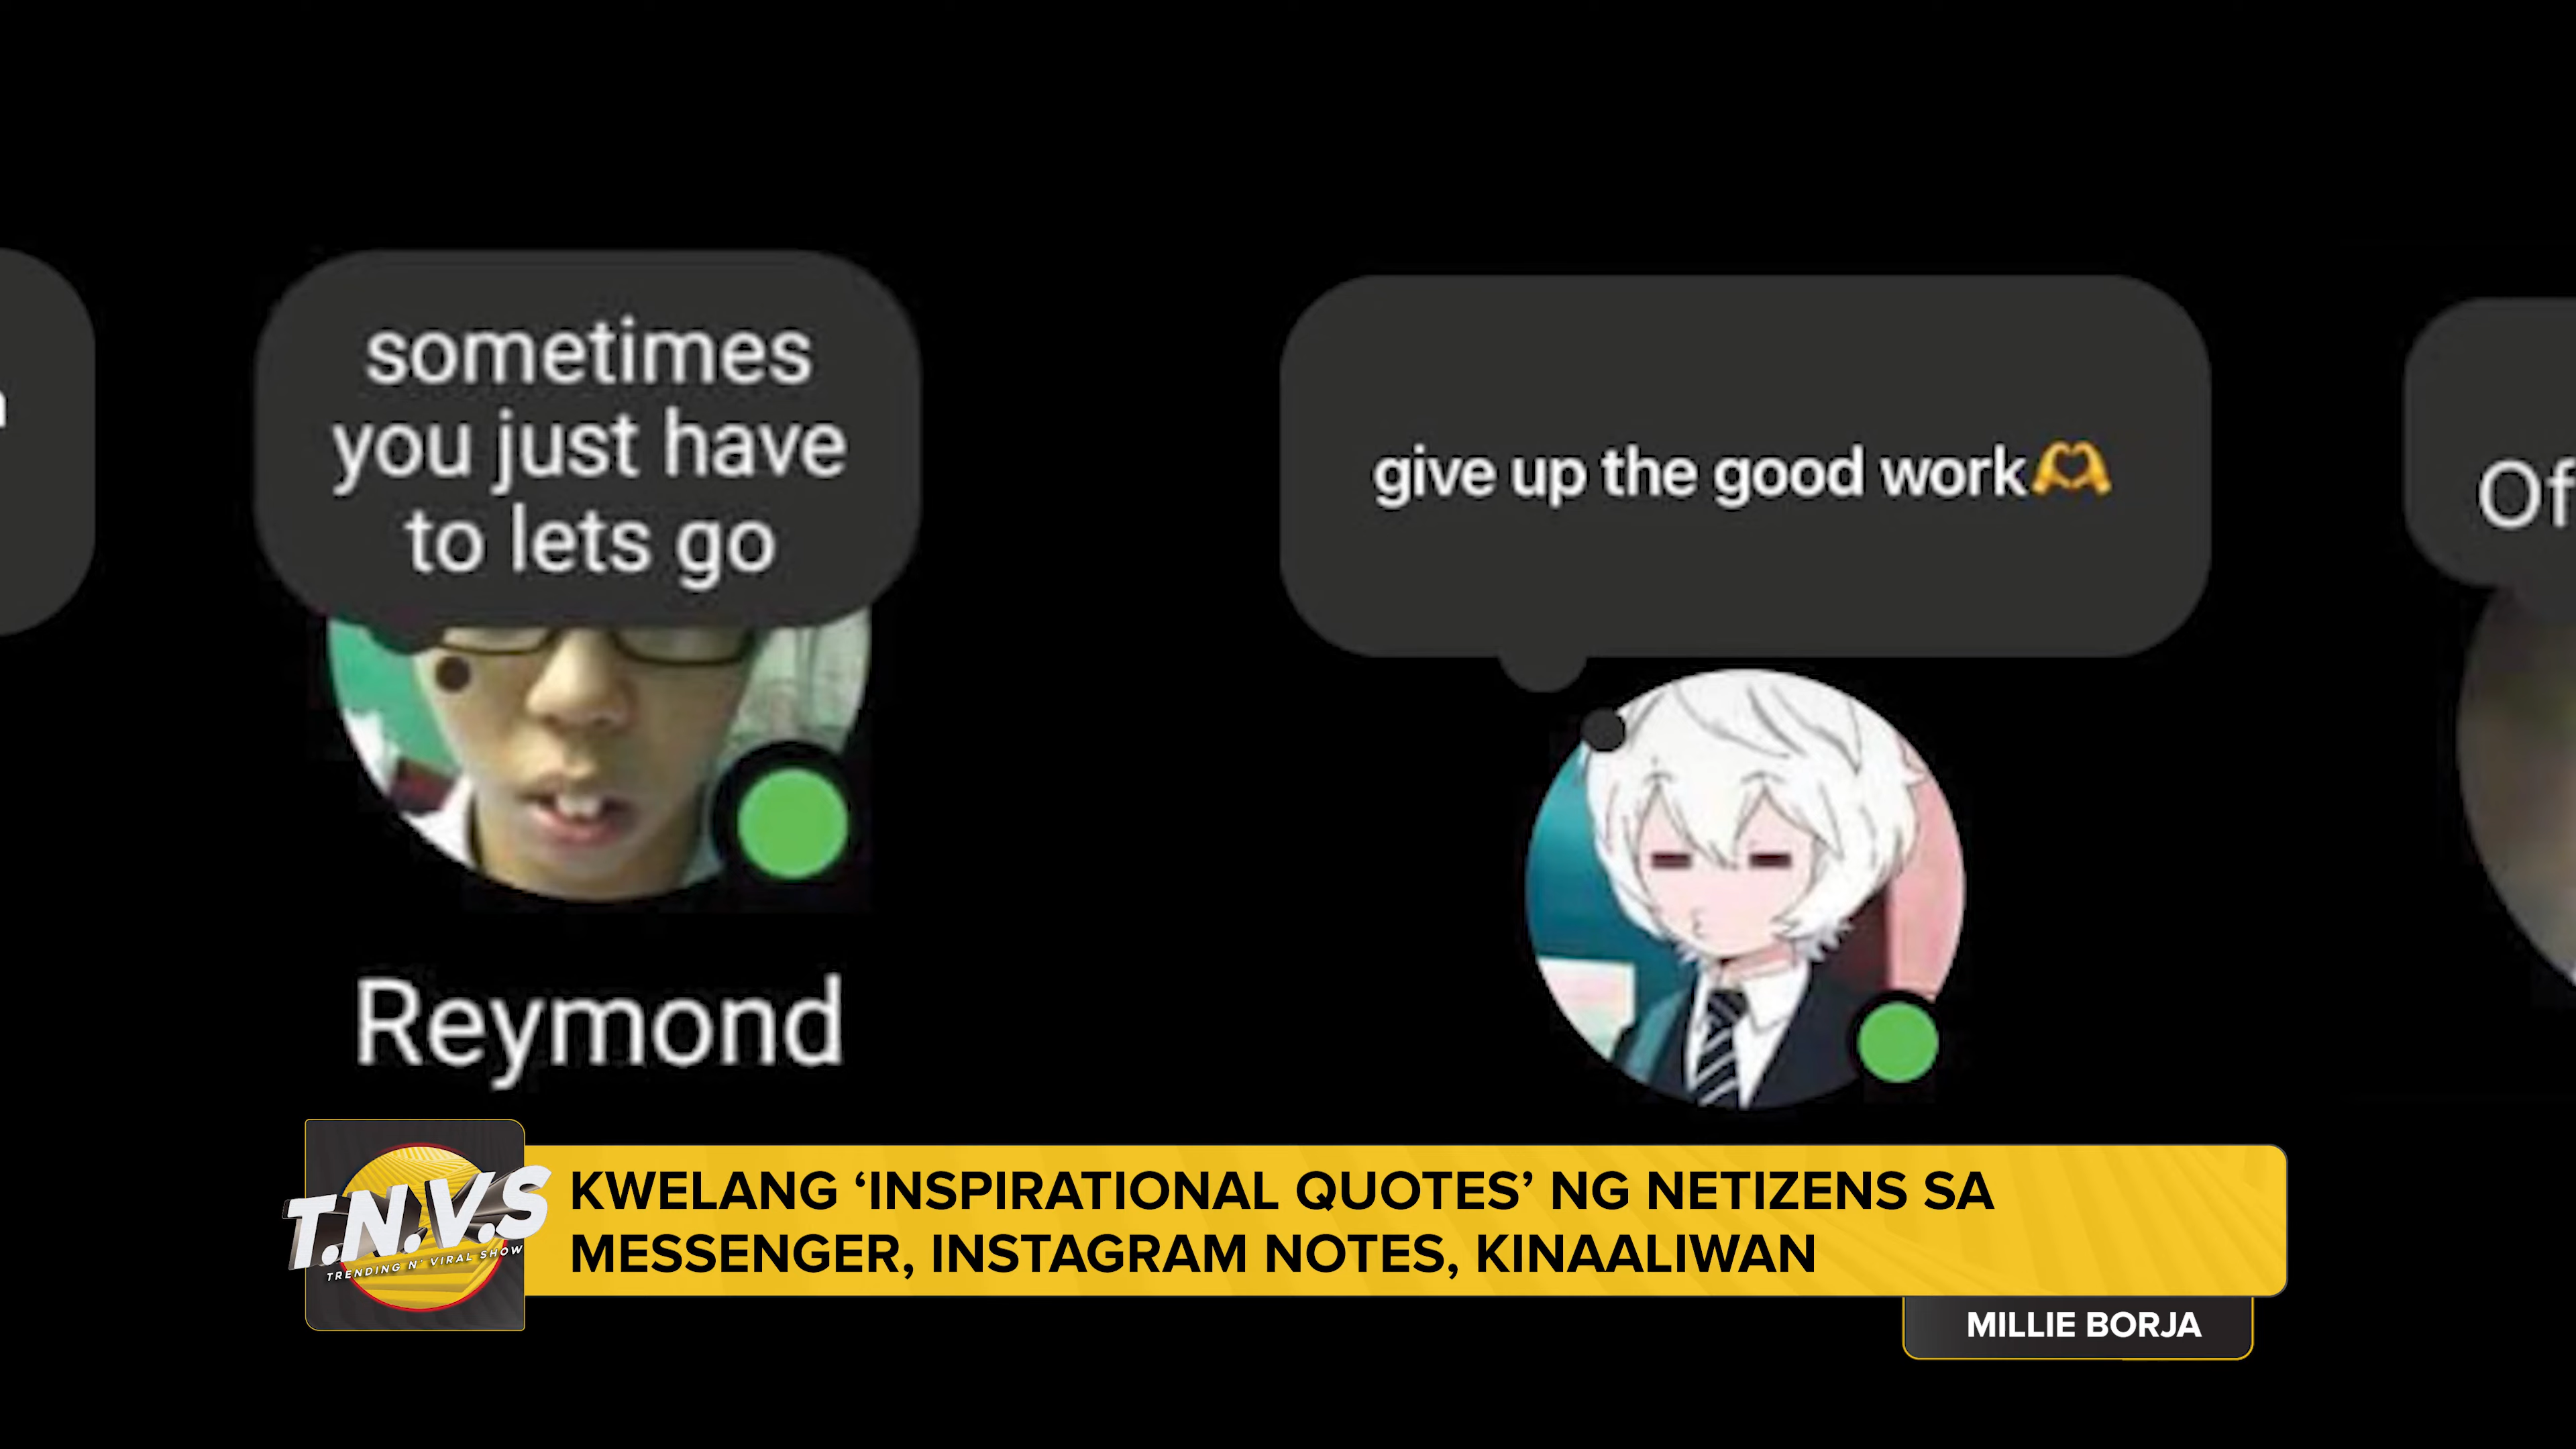 sometimes
you just have
to lets go
give up the good work🫶
Of
Reymond
T.N.V.S
TRENDING N' VIRAL SHOW
KWELANG ‘INSPIRATIONAL QUOTES’ NG NETIZENS SA
MESSENGER, INSTAGRAM NOTES, KINAALIWAN
MILLIE BORJA